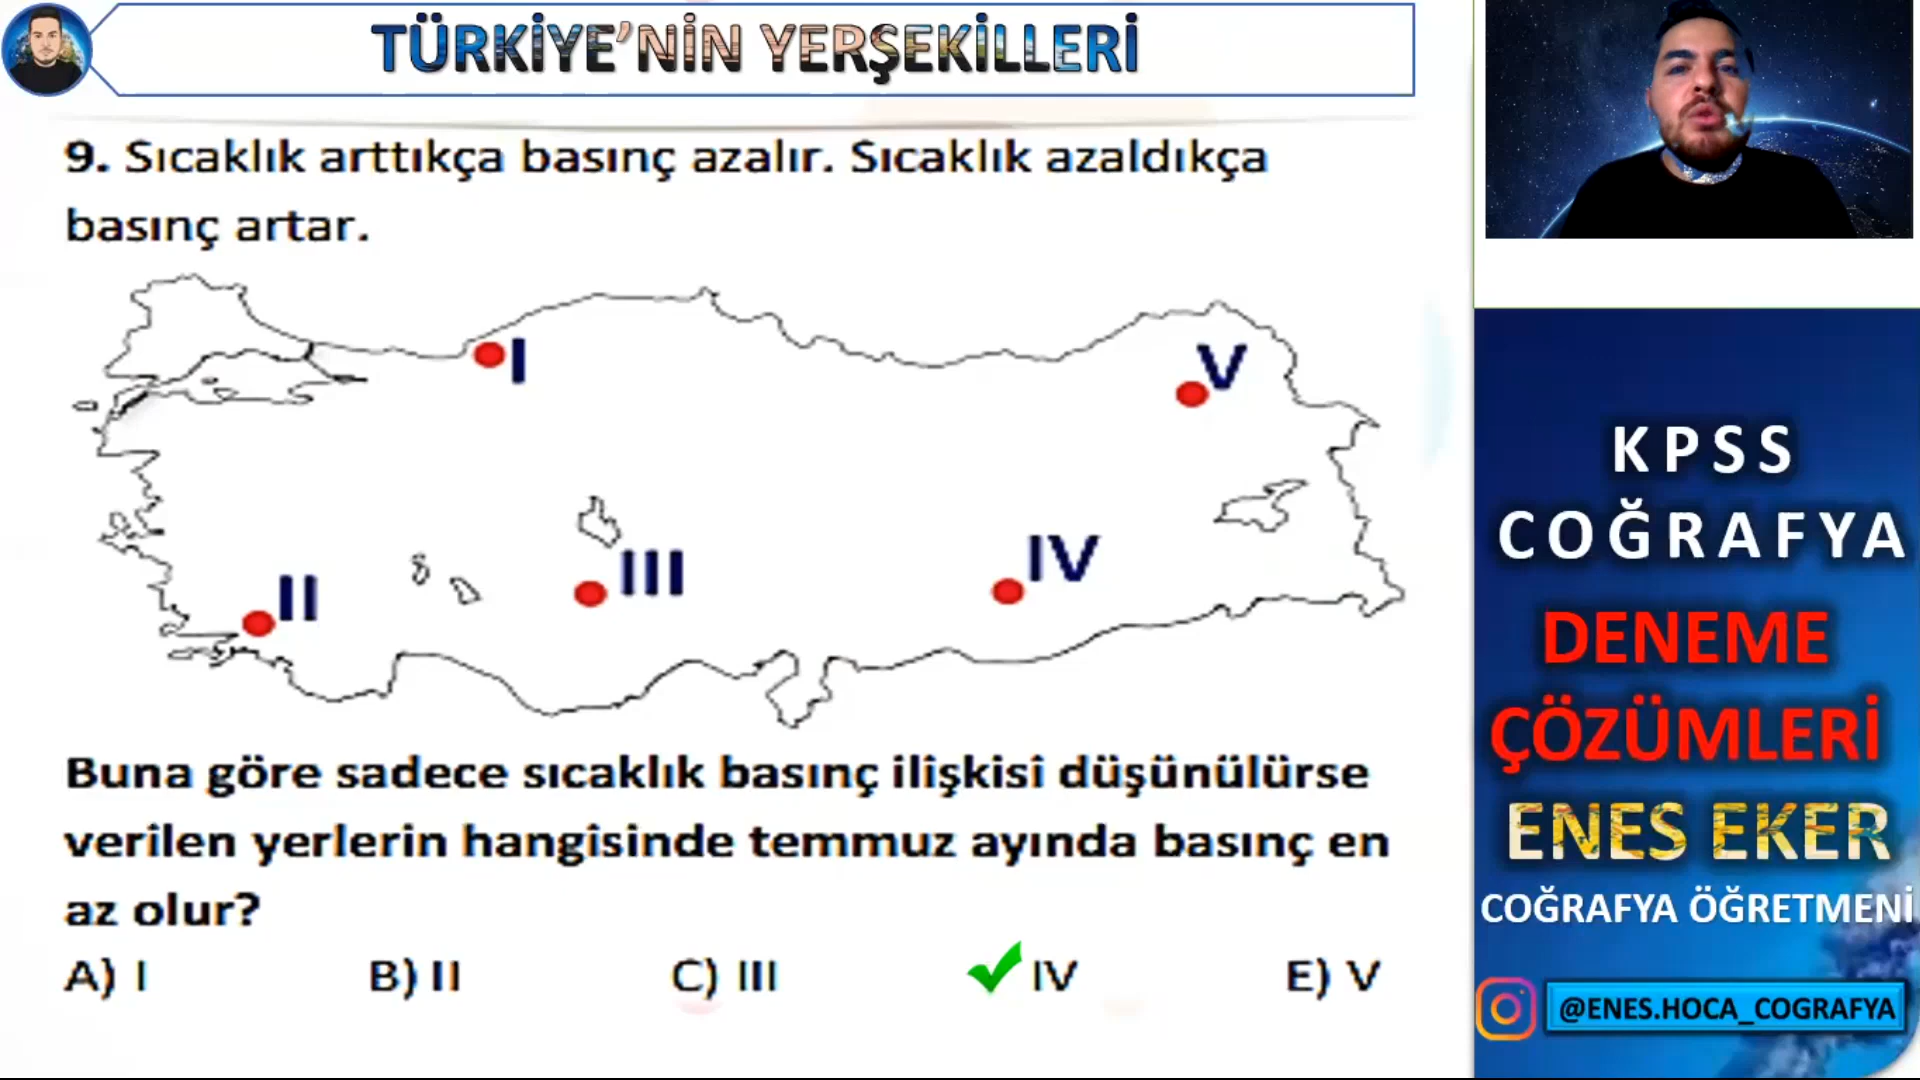 TÜRKİYE’NİN YERŞEKİLLERİ
9. Sıcaklık arttıkça basınç azalır. Sıcaklık azaldıkça
basınç artar.
I
V
II
III
IV
Buna göre sadece sıcaklık basınç ilişkisi düşünülürse
verilen yerlerin hangisinde temmuz ayında basınç en
az olur?
A) I B) II C) III IV E) V
KPSS
COĞRAFYA
DENEME
ÇÖZÜMLERİ
ENES EKER
COĞRAFYA ÖĞRETMENİ
@ENES.HOCA_COGRAFYA